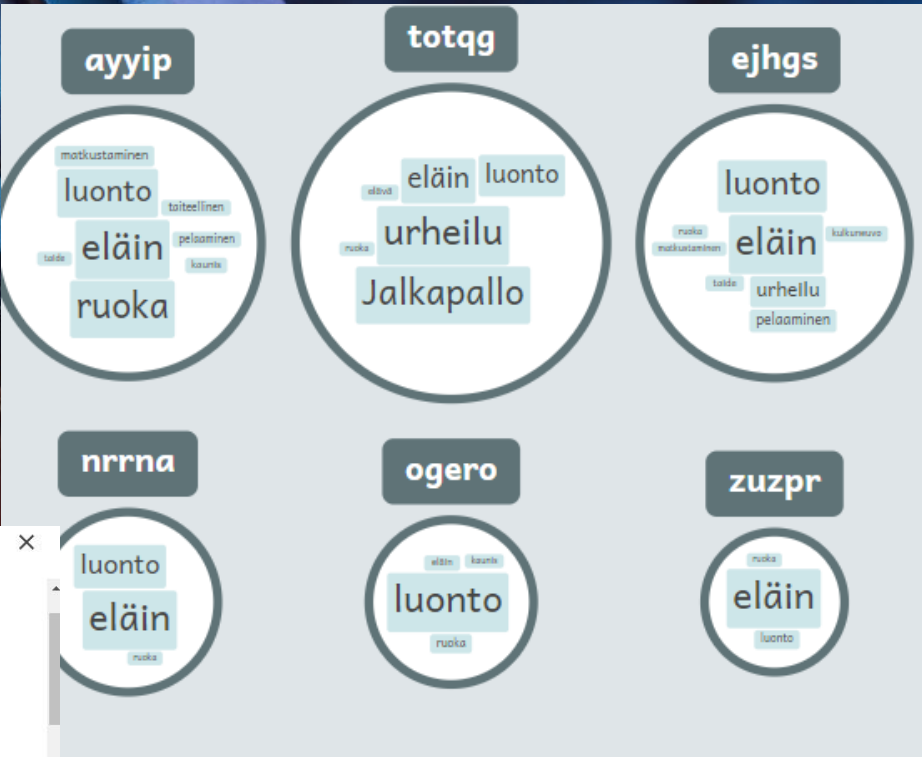 ayyip
matkustaminen
luonto
taiteellinen
eläin
pelaaminen
taide
kaunis
ruoka
totqg
eläin
luonto
elävä
urheilu
ruoka
Jalkapallo
ejhgs
luonto
ruoka
kulkuneuvo
eläin
matkustaminen
taide
urheilu
pelaaminen
nrrna
luonto
eläin
ruoka
ogero
eläin
kaunis
luonto
ruoka
zuzpr
ruoka
eläin
luonto